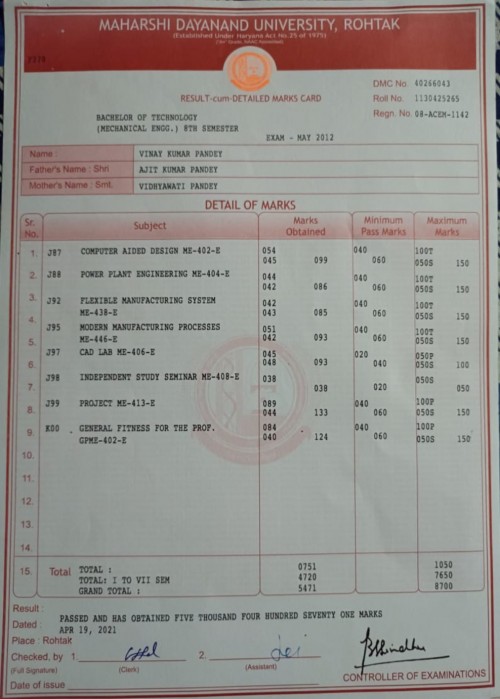 MAHARSHI DAYANAND UNIVERSITY, ROHTAK
(Established Under Haryana Act No.25 of 1975)
RESULT-cum-DETAILED MARKS CARD
DMC No. 40266043
Roll No. 1130425265
Regn. No. 08-ACEM-1142
BACHELOR OF TECHNOLOGY
(MECHANICAL ENGG.) 8TH SEMESTER
EXAM - MAY 2012
Name : VINAY KUMAR PANDEY
Father's Name : Shri AJIT KUMAR PANDEY
Mother's Name : Smt. VIDHYAWATI PANDEY
DETAIL OF MARKS
Sr. No. Subject Marks Obtained Minimum Pass Marks Maximum Marks
1. J87 COMPUTER AIDED DESIGN ME-402-E 054 040 100T
045 099 060 050S 150
2. J88 POWER PLANT ENGINEERING ME-404-E 044 040 100T
042 086 060 050S 150
3. J92 FLEXIBLE MANUFACTURING SYSTEM 042 040 100T
ME-438-E 043 085 060 050S 150
4. J95 MODERN MANUFACTURING PROCESSES 051 040 100T
5. ME-446-E 042 093 060 050S 150
J97 CAD LAB ME-406-E 045 020 050P
6. 048 093 040 050S 100
J98 INDEPENDENT STUDY SEMINAR ME-408-E 038 050S
7. 038 020 050
J99 PROJECT ME-413-E 089 040 100P
8. 044 133 060 050S 150
9. K00 GENERAL FITNESS FOR THE PROF. 084 040 100P
GPME-402-E 040 124 060 050S 150
10.
11.
12.
13.
14.
15. Total TOTAL : 0751 1050
TOTAL: I TO VII SEM 4720 7650
GRAND TOTAL : 5471 8700
Result :
PASSED AND HAS OBTAINED FIVE THOUSAND FOUR HUNDRED SEVENTY ONE MARKS
Dated : APR 19, 2021
Place : Rohtak
Checked, by 1. 2.
(Full Signature) (Clerk) (Assistant)
CONTROLLER OF EXAMINATIONS
Date of issue